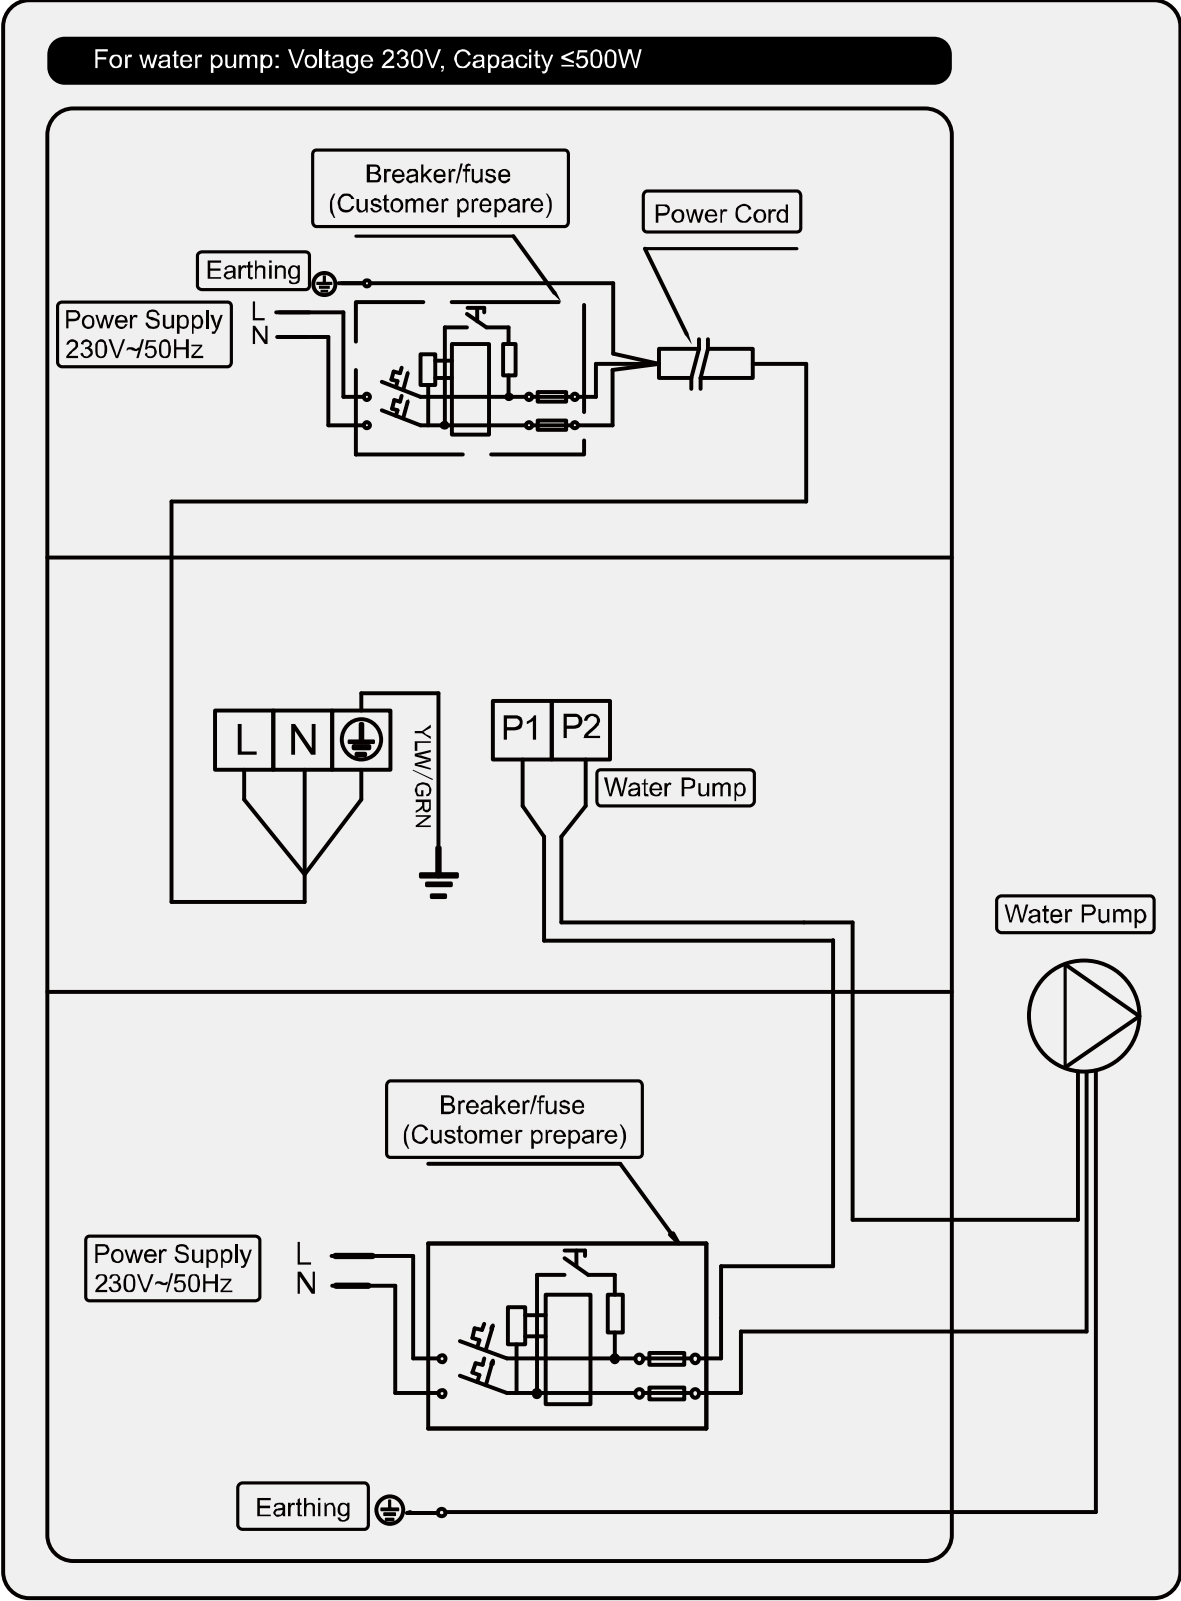 For water pump: Voltage 230V, Capacity ≤500W
Breaker/fuse
(Customer prepare)
Power Cord
Earthing
Power Supply
230V~/50Hz
L
N
L N
P1 P2
YLW/GRN
Water Pump
Water Pump
Breaker/fuse
(Customer prepare)
Power Supply
230V~/50Hz
L
N
Earthing